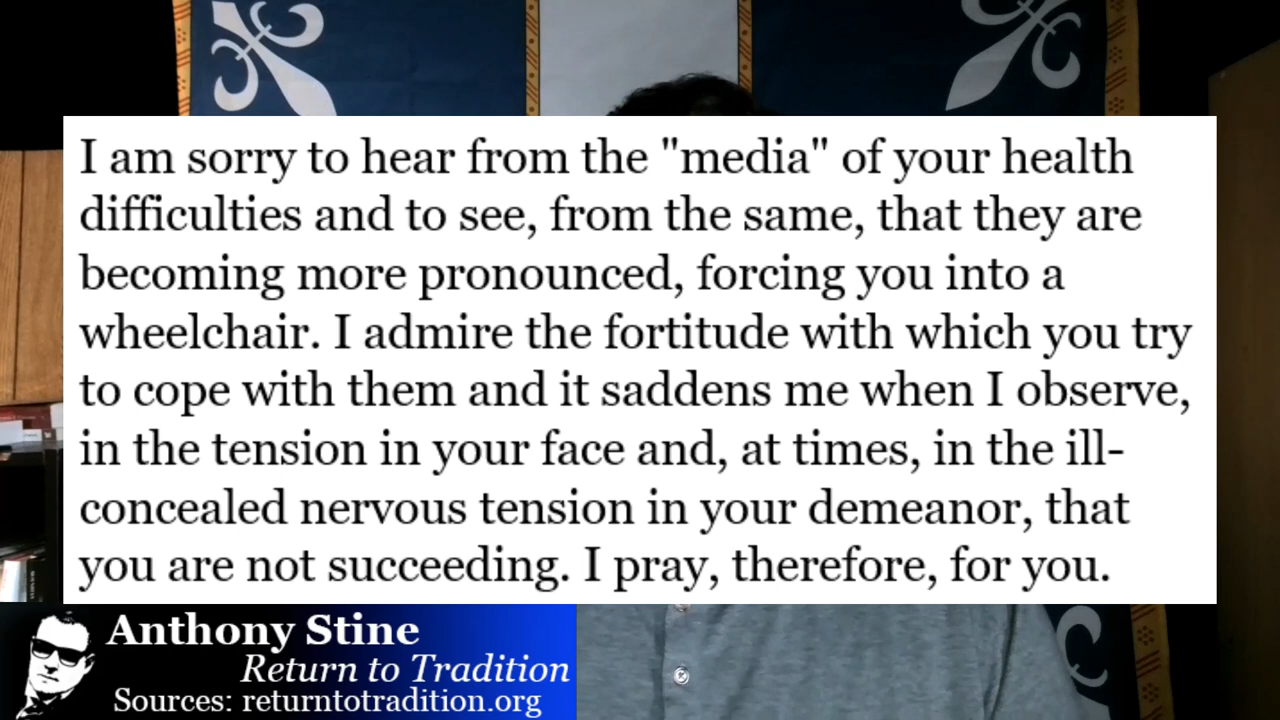 I am sorry to hear from the "media" of your health
difficulties and to see, from the same, that they are
becoming more pronounced, forcing you into a
wheelchair. I admire the fortitude with which you try
to cope with them and it saddens me when I observe,
in the tension in your face and, at times, in the ill-
concealed nervous tension in your demeanor, that
you are not succeeding. I pray, therefore, for you.
Anthony Stine
Return to Tradition
Sources: returntotradition.org